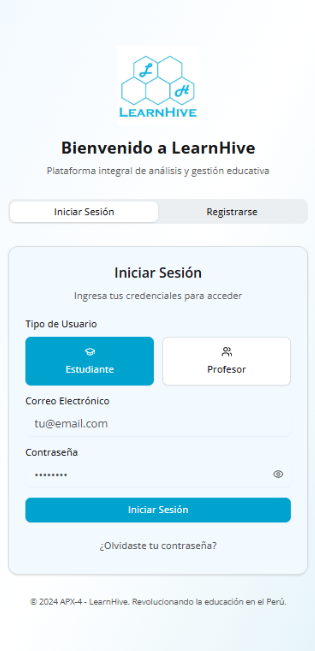 L
H
LEARNHIVE
Bienvenido a LearnHive
Plataforma integral de análisis y gestión educativa
Iniciar Sesión Registrarse
Iniciar Sesión
Ingresa tus credenciales para acceder
Tipo de Usuario
Estudiante Profesor
Correo Electrónico
tu@email.com
Contraseña
••••••••
Iniciar Sesión
¿Olvidaste tu contraseña?
© 2024 APX-4 - LearnHive. Revolucionando la educación en el Perú.